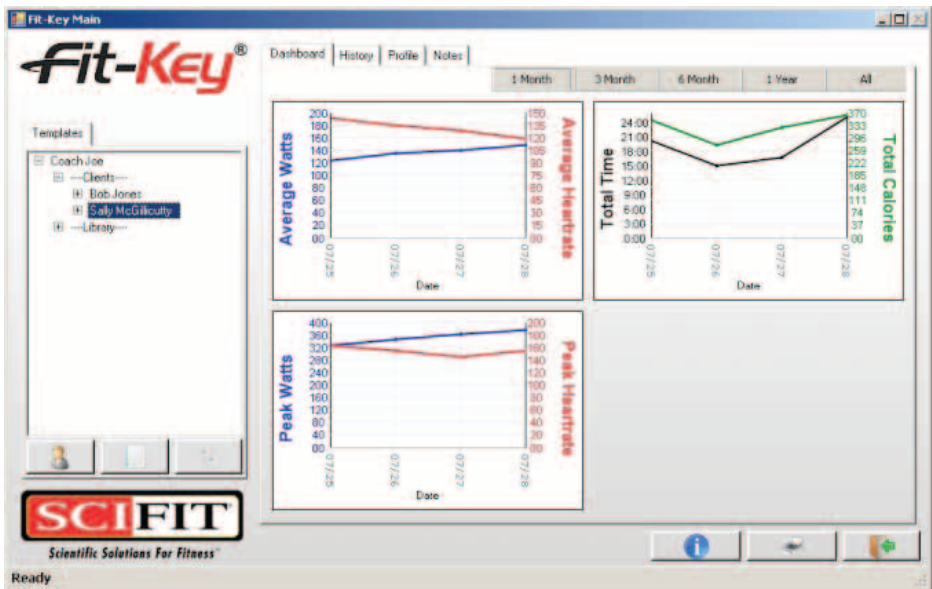 Fit-Key Main
Fit-Key®
Dashboard History Profile Notes
1 Month 3 Month 6 Month 1 Year All
Templates
Coach Joe
----Clients----
Bob Jones
Sally McGillicutty
----Library----
Average Watts
200
180
160
140
120
100
80
60
40
20
00
150
135
120
105
90
75
60
45
30
15
00
Average Heartrate
07/25 07/26 07/27 07/28
Date
Total Time
24:00
21:00
18:00
15:00
12:00
9:00
6:00
3:00
0:00
370
333
296
259
222
185
148
111
74
37
00
Total Calories
07/25 07/26 07/27 07/28
Date
Peak Watts
400
360
320
280
240
200
160
120
80
40
00
200
180
160
140
120
100
80
60
40
20
00
Peak Heartrate
07/25 07/26 07/27 07/28
Date
SCIFIT
Scientific Solutions For Fitness™
Ready